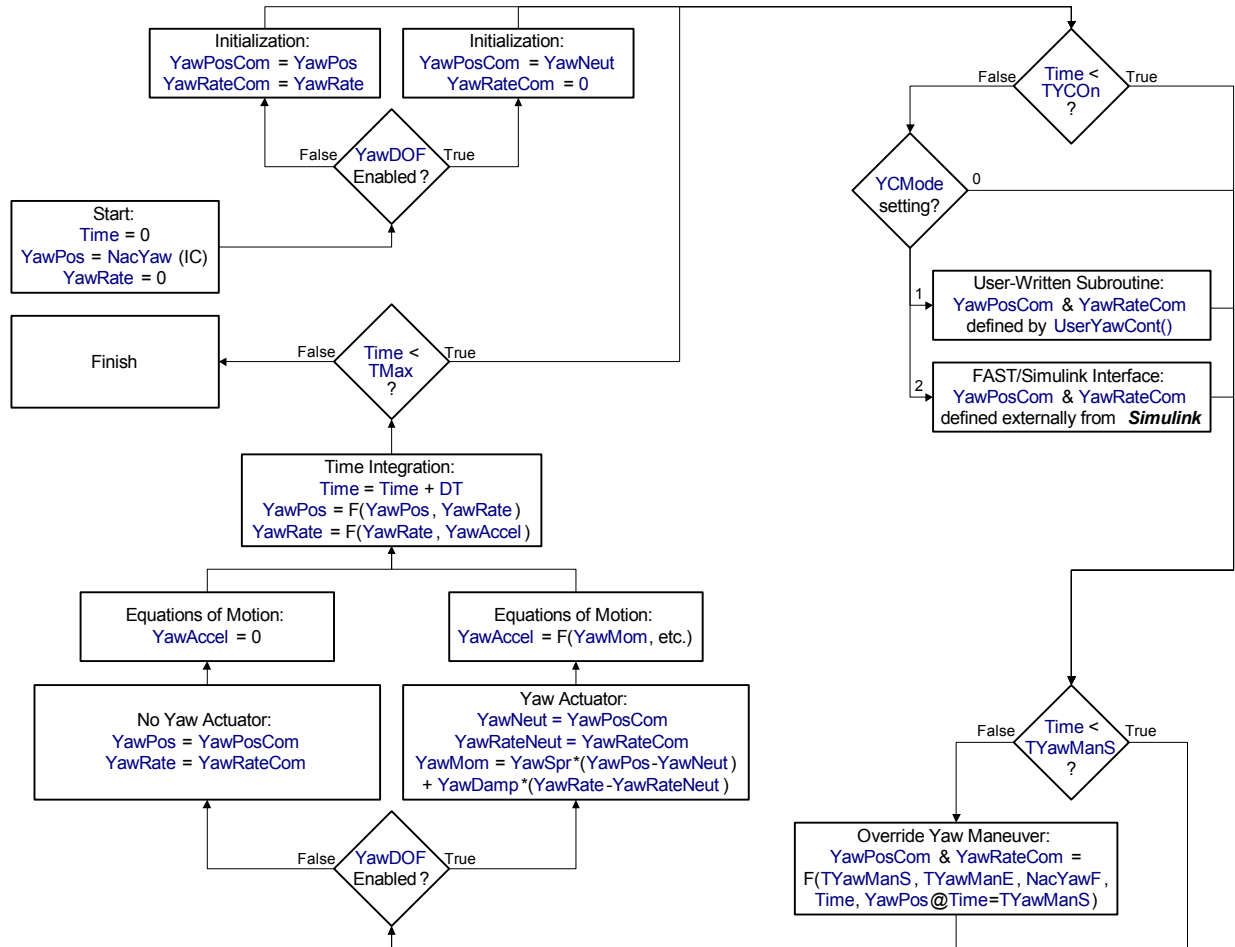 Initialization:
YawPosCom = YawPos
YawRateCom = YawRate
Initialization:
YawPosCom = YawNeut
YawRateCom = 0
False
YawDOF
Enabled ?
True
Start:
Time = 0
YawPos = NacYaw (IC)
YawRate = 0
Finish
False
Time <
TMax
?
True
Time Integration:
Time = Time + DT
YawPos = F(YawPos, YawRate)
YawRate = F(YawRate, YawAccel)
Equations of Motion:
YawAccel = 0
Equations of Motion:
YawAccel = F(YawMom, etc.)
No Yaw Actuator:
YawPos = YawPosCom
YawRate = YawRateCom
Yaw Actuator:
YawNeut = YawPosCom
YawRateNeut = YawRateCom
YawMom = YawSpr*(YawPos-YawNeut)
+ YawDamp*(YawRate-YawRateNeut)
False
YawDOF
Enabled ?
True
False
Time <
TYCOn
?
True
YCMode
setting?
0
1
User-Written Subroutine:
YawPosCom & YawRateCom
defined by UserYawCont()
2
FAST/Simulink Interface:
YawPosCom & YawRateCom
defined externally from Simulink
False
Time <
TYawManS
?
True
Override Yaw Maneuver:
YawPosCom & YawRateCom =
F(TYawManS, TYawManE, NacYawF,
Time, YawPos@Time=TYawManS)